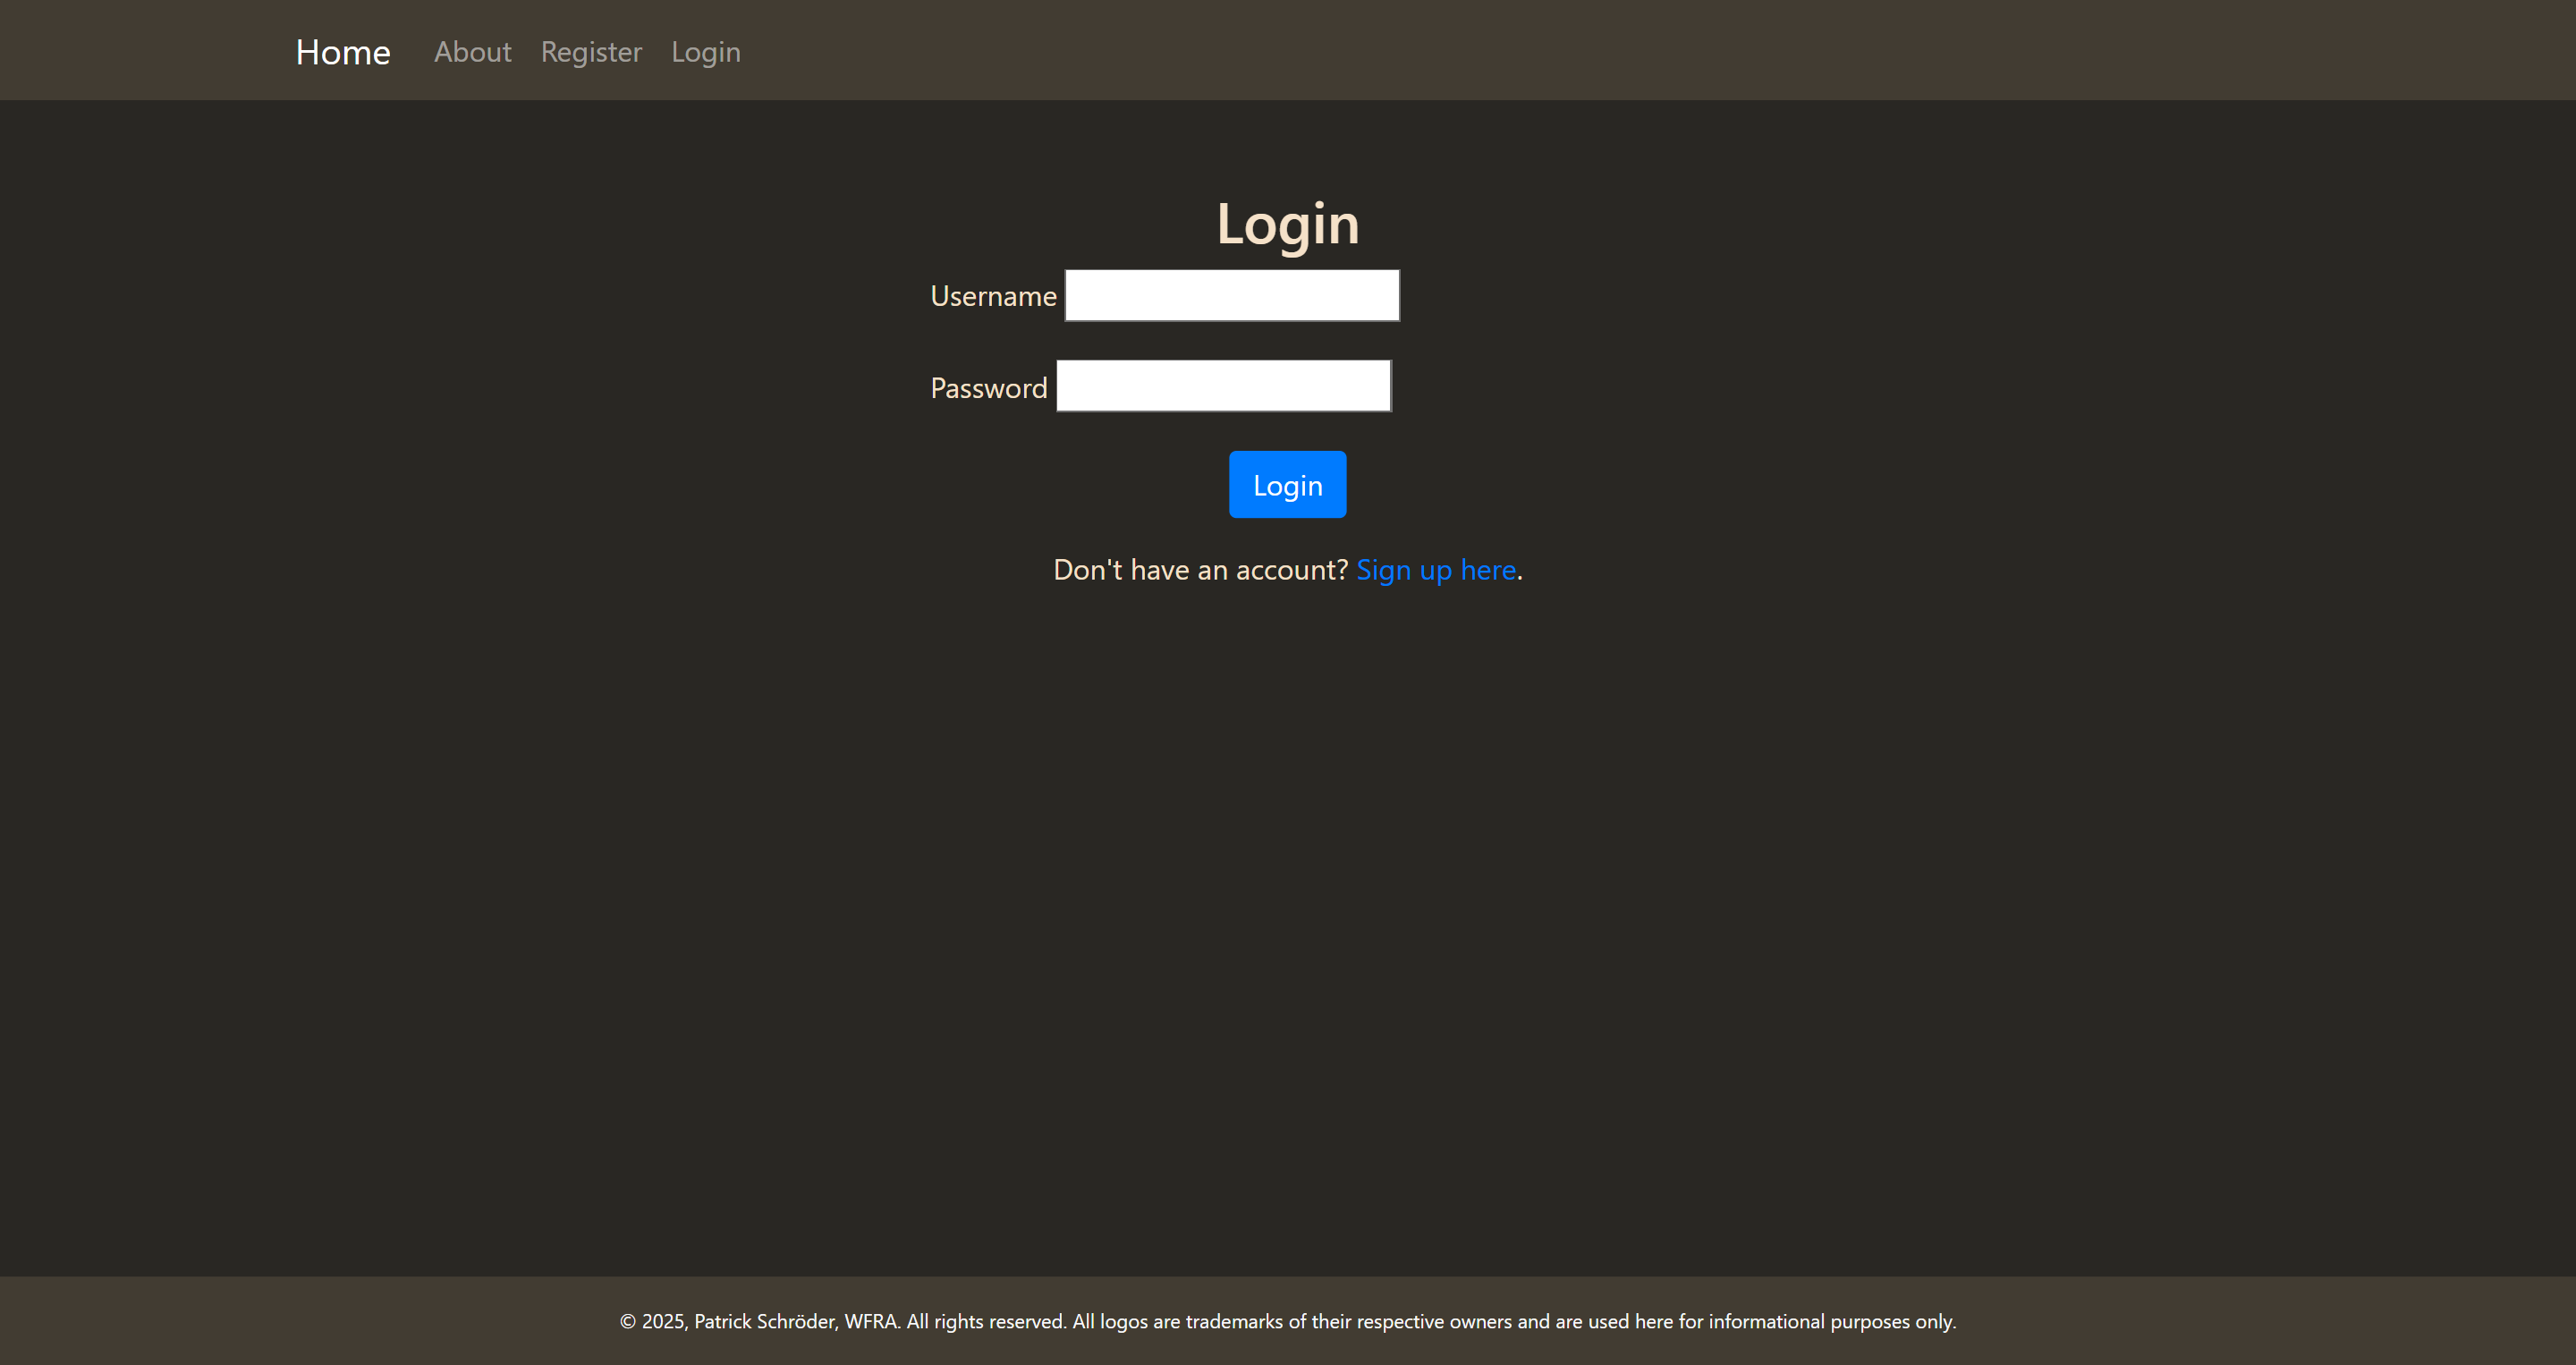 Home About Register Login
Login
Username
Password
Login
Don't have an account? Sign up here.
© 2025, Patrick Schröder, WFRA. All rights reserved. All logos are trademarks of their respective owners and are used here for informational purposes only.